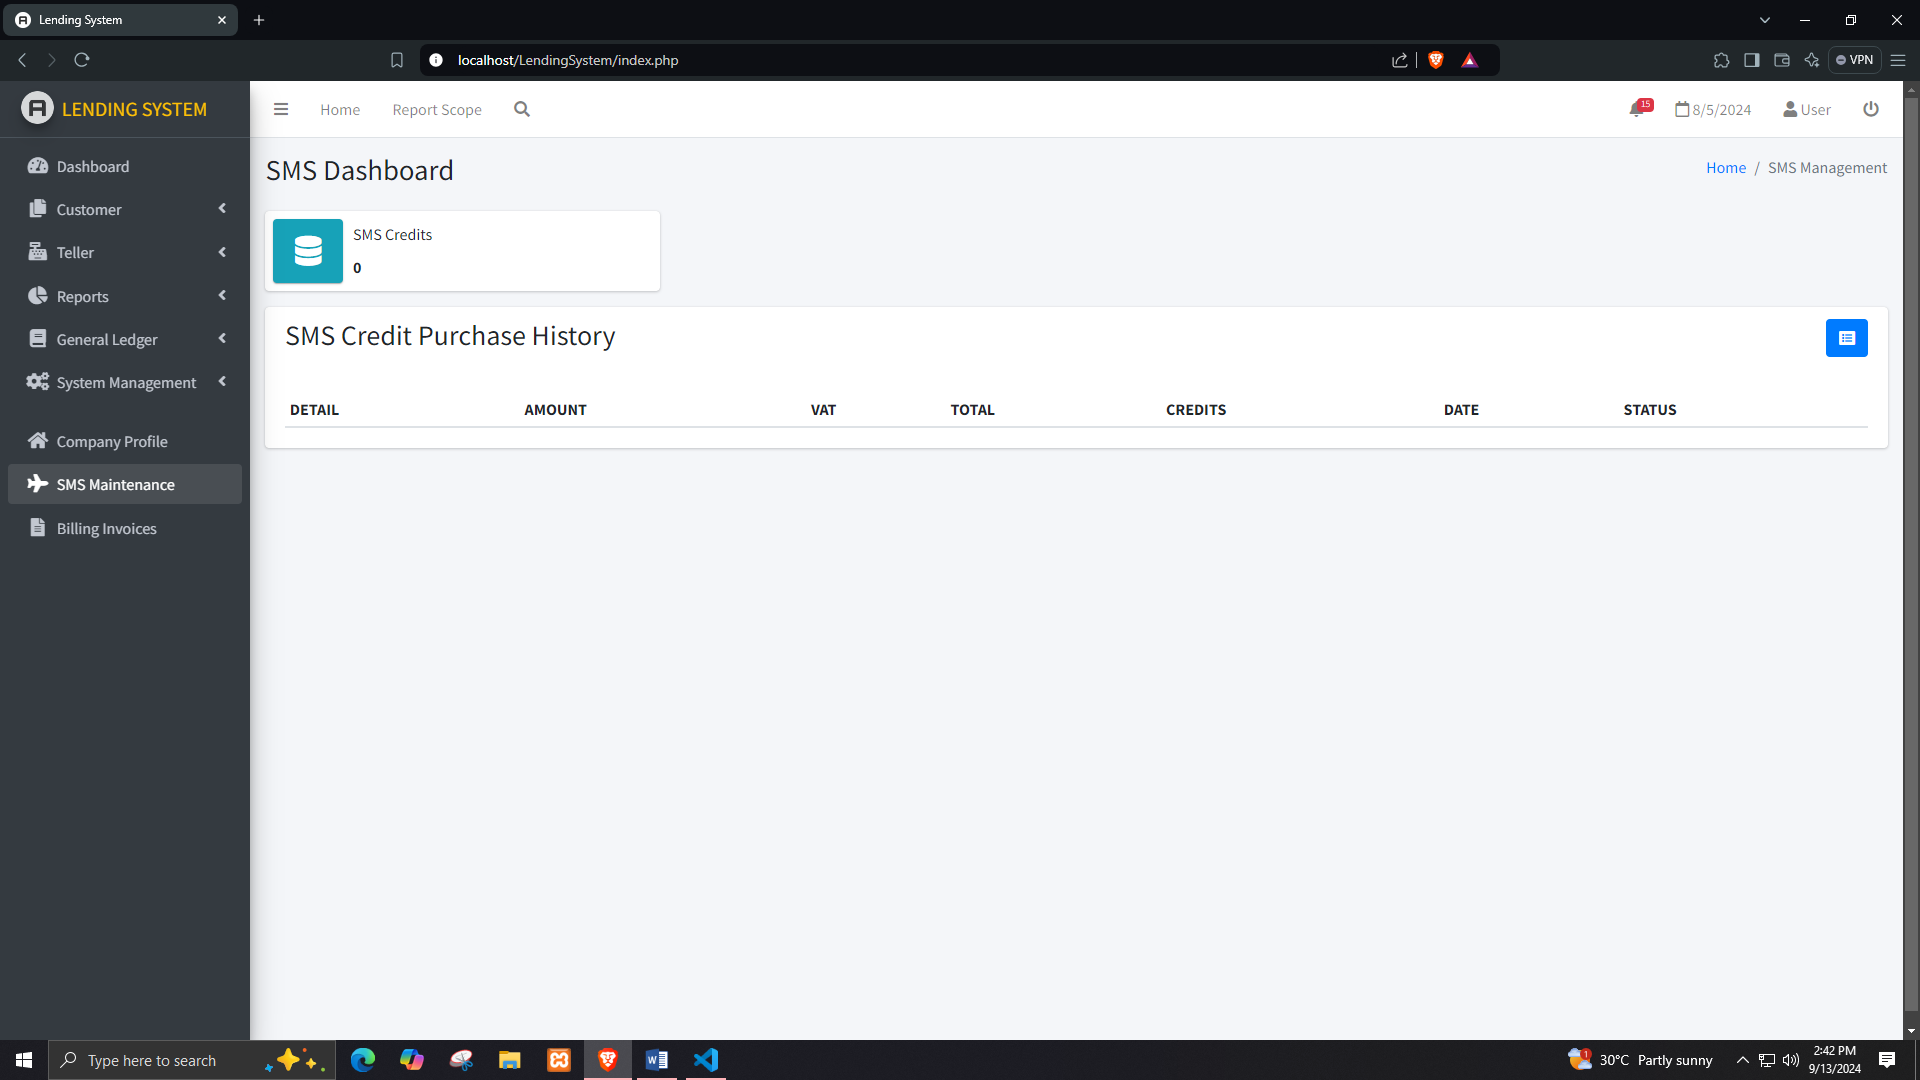 Lending System
localhost/LendingSystem/index.php
VPN
LENDING SYSTEM
Home
Report Scope
15
8/5/2024
User
Dashboard
Customer
Teller
Reports
General Ledger
System Management
Company Profile
SMS Maintenance
Billing Invoices
SMS Dashboard
Home / SMS Management
SMS Credits
0
SMS Credit Purchase History
DETAIL AMOUNT VAT TOTAL CREDITS DATE STATUS
Type here to search
1
30°C Partly sunny
2:42 PM
9/13/2024